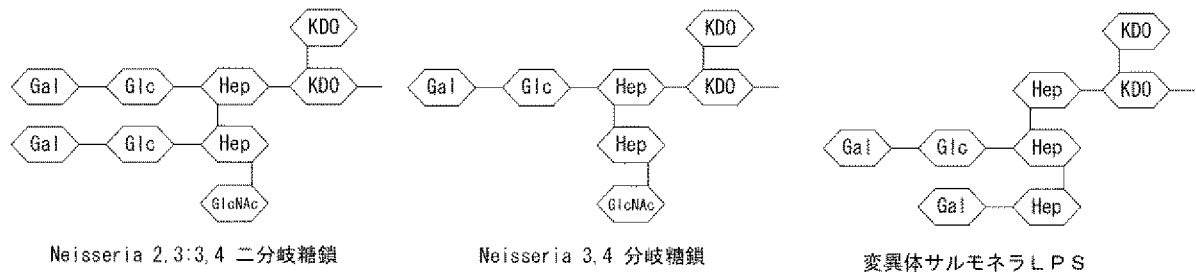 KDO
Gal Glc Hep KDO
Gal Glc Hep
GlcNAc
Neisseria 2,3:3,4 二分岐糖鎖
KDO
Gal Glc Hep KDO
Hep
GlcNAc
Neisseria 3,4 分岐糖鎖
KDO
Hep KDO
Gal Glc Hep
Gal Hep
変異体サルモネラLPS